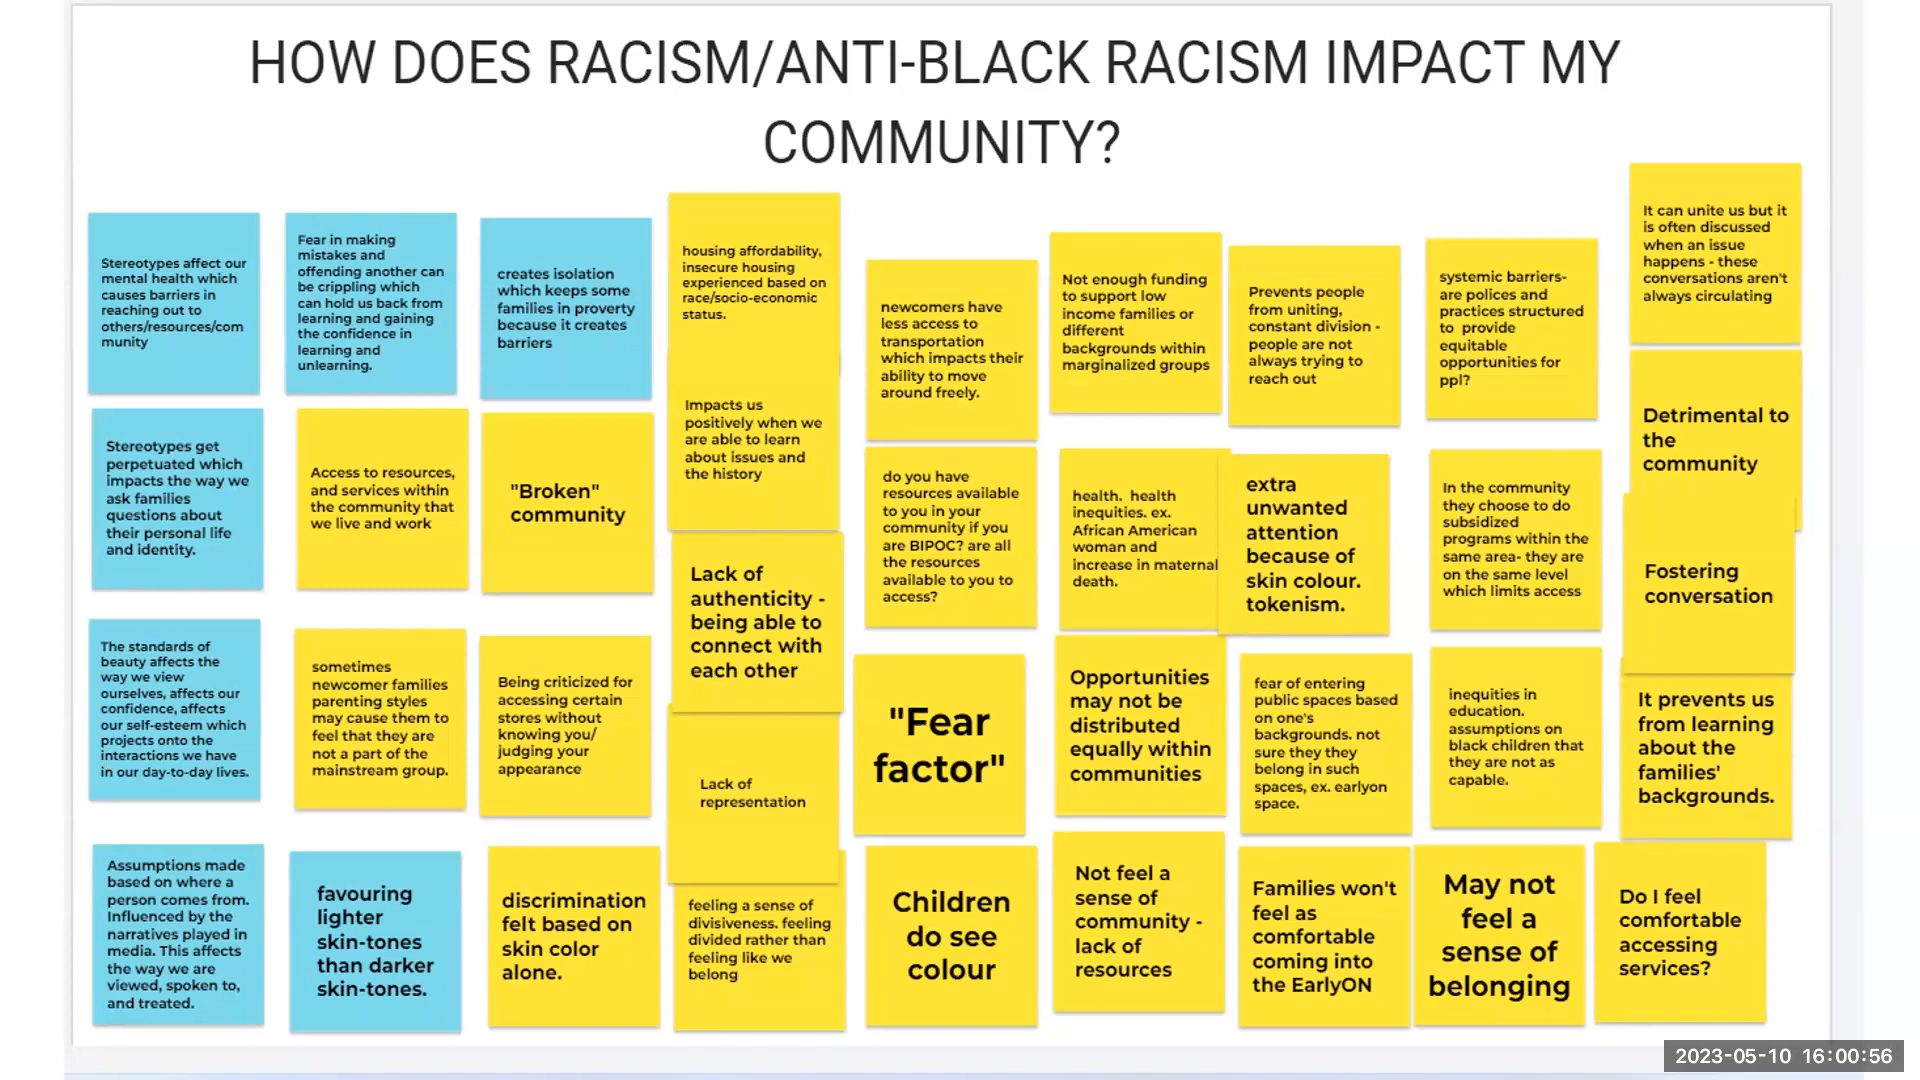 HOW DOES RACISM/ANTI-BLACK RACISM IMPACT MY
COMMUNITY?
Stereotypes affect our
mental health which
causes barriers in
reaching out to
others/resources/com
munity
Fear in making
mistakes and
offending another can
be crippling which
can hold us back from
learning and gaining
the confidence in
learning and
unlearning.
creates isolation
which keeps some
families in proverty
because it creates
barriers
housing affordability,
insecure housing
experienced based on
race/socio-economic
status.
newcomers have
less access to
transportation
which impacts their
ability to move
around freely.
Not enough funding
to support low
income families or
different
backgrounds within
marginalized groups
Prevents people
from uniting,
constant division -
people are not
always trying to
reach out
systemic barriers-
are polices and
practices structured
to provide
equitable
opportunities for
ppl?
It can unite us but it
is often discussed
when an issue
happens - these
conversations aren't
always circulating
Stereotypes get
perpetuated which
impacts the way we
ask families
questions about
their personal life
and identity.
Access to resources,
and services within
the community that
we live and work
"Broken"
community
Impacts us
positively when we
are able to learn
about issues and
the history
do you have
resources available
to you in your
community if you
are BIPOC? are all
the resources
available to you to
access?
health. health
inequities. ex.
African American
woman and
increase in maternal
death.
extra
unwanted
attention
because of
skin colour.
tokenism.
In the community
they choose to do
subsidized
programs within the
same area- they are
on the same level
which limits access
Detrimental to
the
community
Fostering
conversation
The standards of
beauty affects the
way we view
ourselves, affects our
confidence, affects
our self-esteem which
projects onto the
interactions we have
in our day-to-day lives.
sometimes
newcomer families
parenting styles
may cause them to
feel that they are
not a part of the
mainstream group.
Being criticized for
accessing certain
stores without
knowing you/
judging your
appearance
Lack of
authenticity -
being able to
connect with
each other
Lack of
representation
"Fear
factor"
Opportunities
may not be
distributed
equally within
communities
fear of entering
public spaces based
on one's
backgrounds. not
sure they they
belong in such
spaces, ex. earlyon
space.
inequities in
education.
assumptions on
black children that
they are not as
capable.
It prevents us
from learning
about the
families'
backgrounds.
Assumptions made
based on where a
person comes from.
Influenced by the
narratives played in
media. This affects
the way we are
viewed, spoken to,
and treated.
favouring
lighter
skin-tones
than darker
skin-tones.
discrimination
felt based on
skin color
alone.
feeling a sense of
divisiveness. feeling
divided rather than
feeling like we
belong
Children
do see
colour
Not feel a
sense of
community -
lack of
resources
Families won't
feel as
comfortable
coming into
the EarlyON
May not
feel a
sense of
belonging
Do I feel
comfortable
accessing
services?
2023-05-10 16:00:56